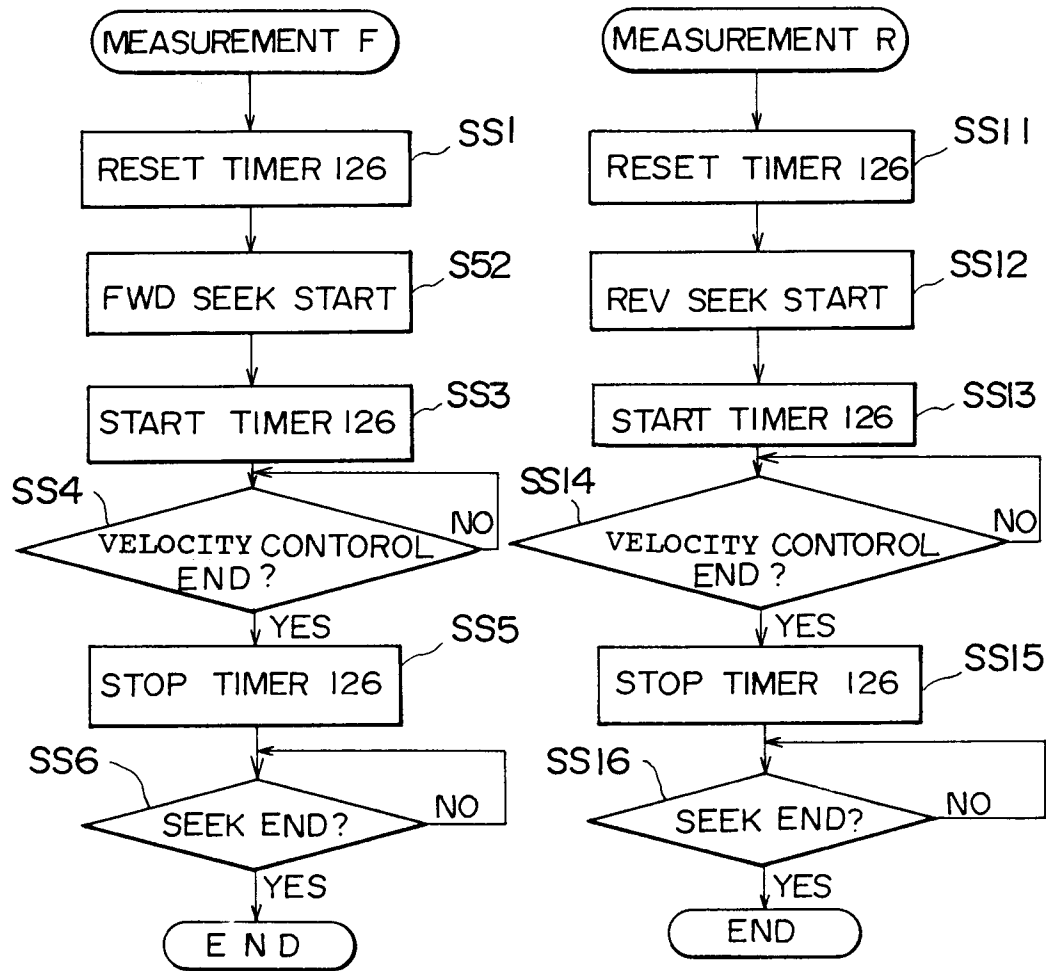 MEASUREMENT F
SS1
RESET TIMER 126
S52
FWD SEEK START
SS3
START TIMER 126
SS4
NO
VELOCITY CONTOROL
END?
YES
SS5
STOP TIMER 126
SS6
SEEK END?
NO
YES
END
MEASUREMENT R
SS11
RESET TIMER 126
SS12
REV SEEK START
SS13
START TIMER 126
SS14
NO
VELOCITY CONTOROL
END?
YES
SS15
STOP TIMER 126
SS16
SEEK END?
NO
YES
END